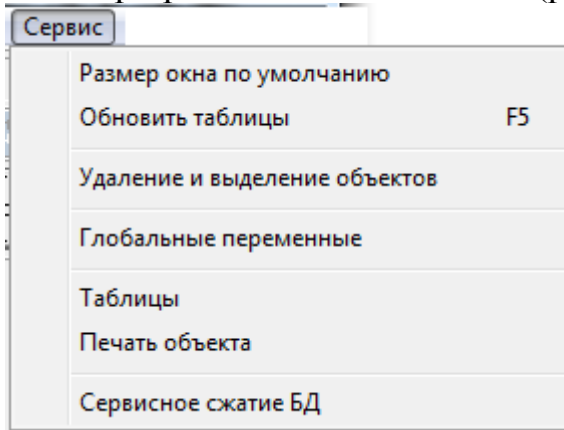 Сервис
Размер окна по умолчанию
Обновить таблицы F5
Удаление и выделение объектов
Глобальные переменные
Таблицы
Печать объекта
Сервисное сжатие БД